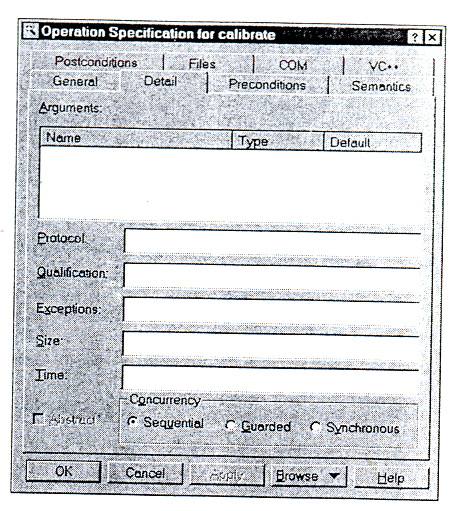 Operation Specification for calibrate ? ×
Postconditions Files COM VC++
General Detail Preconditions Semantics
Arguments:
Name Type Default
Protocol:
Qualification:
Exceptions:
Size:
Time:
Concurrency
Abstract Sequential Guarded Synchronous
OK Cancel Apply Browse Help